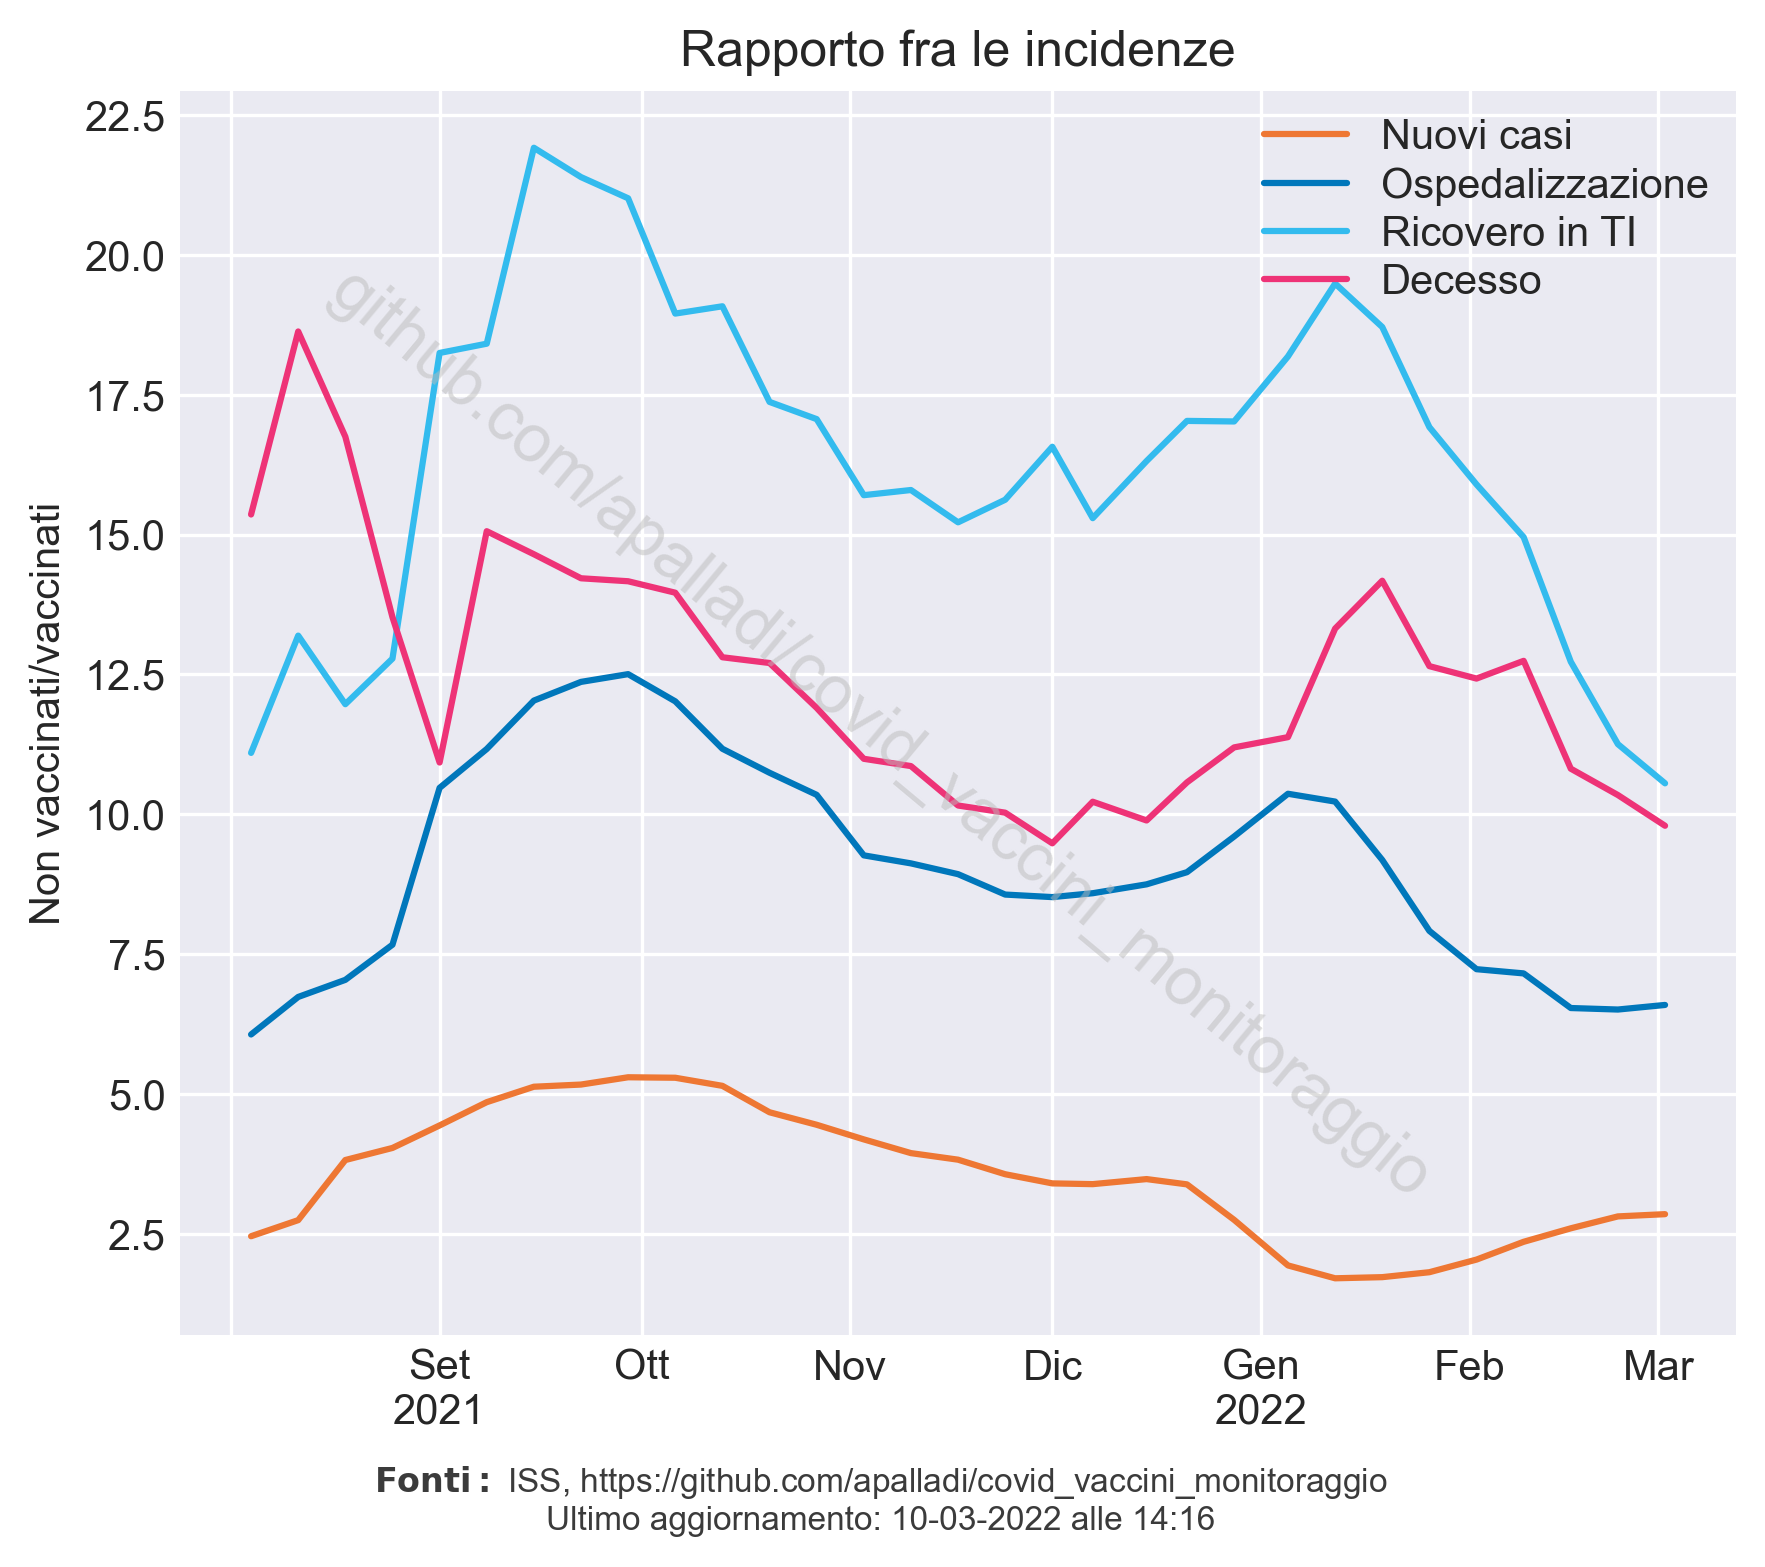 Rapporto fra le incidenze
Non vaccinati/vaccinati
22.5
20.0
17.5
15.0
12.5
10.0
7.5
5.0
2.5
Nuovi casi
Ospedalizzazione
Ricovero in TI
Decesso
github.com/apalladi/covid_vaccini_monitoraggio
Set Ott Nov Dic Gen Feb Mar
2021 2022
Fonti: ISS, https://github.com/apalladi/covid_vaccini_monitoraggio
Ultimo aggiornamento: 10-03-2022 alle 14:16